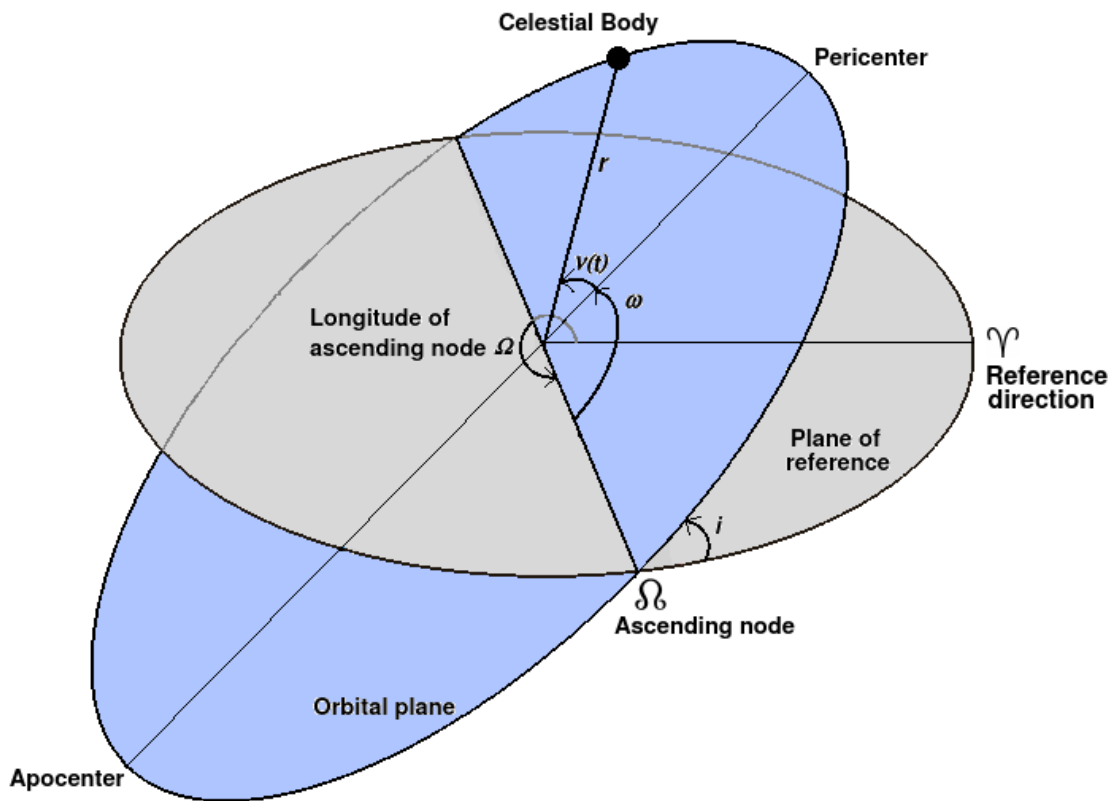 Celestial Body
Pericenter
r
ν(t)
ω
Longitude of
ascending node Ω
♈
Reference
direction
Plane of
reference
i
☊
Ascending node
Orbital plane
Apocenter